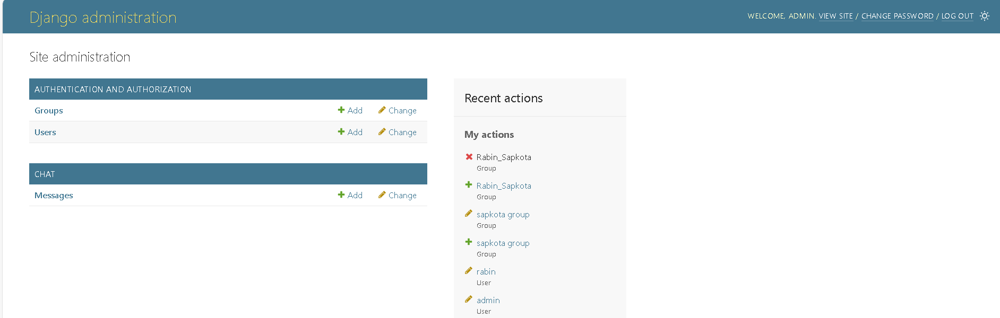 Django administration
WELCOME, ADMIN. VIEW SITE / CHANGE PASSWORD / LOG OUT
Site administration
AUTHENTICATION AND AUTHORIZATION
Groups Add Change
Users Add Change
CHAT
Messages Add Change
Recent actions
My actions
Rabin_Sapkota
Group
Rabin_Sapkota
Group
sapkota group
Group
sapkota group
Group
rabin
User
admin
User